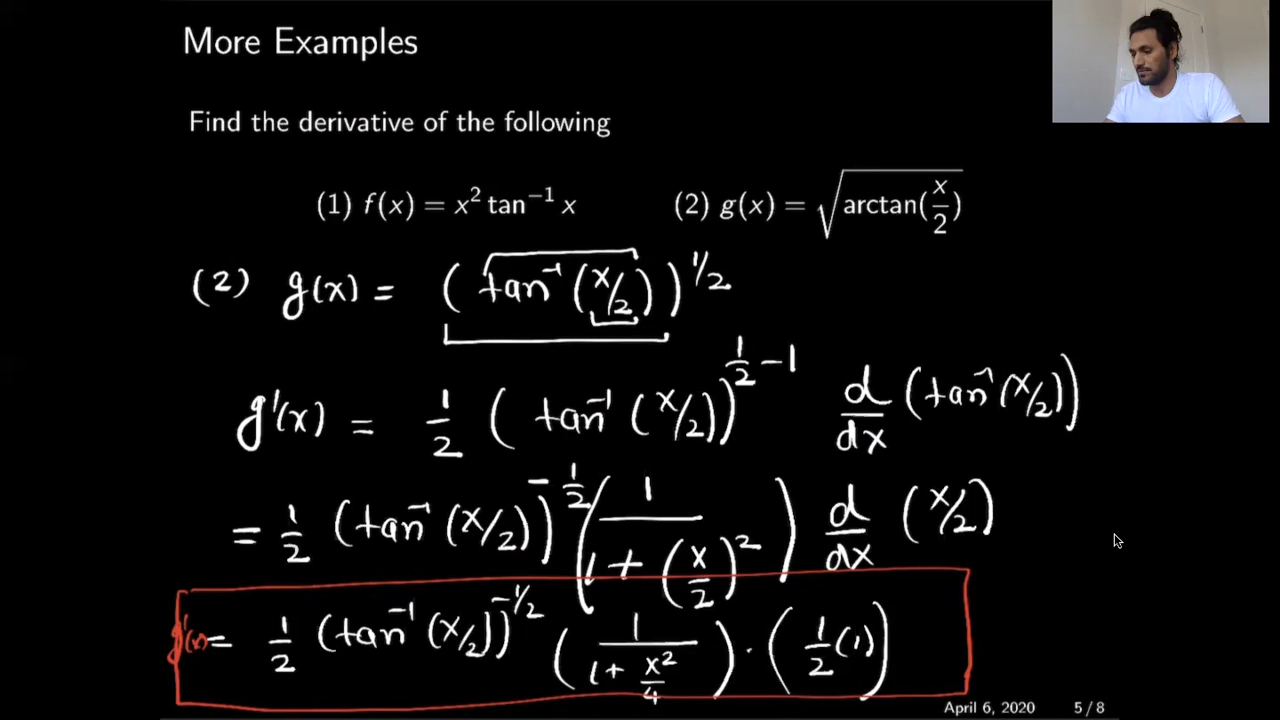 More Examples
Find the derivative of the following
(1) f(x) = x² tan⁻¹ x (2) g(x) = √(arctan(x/2))
(2) g(x) = (tan⁻¹(x/2))^1/2
g'(x) = 1/2 (tan⁻¹(x/2))^(1/2 − 1) d/dx (tan⁻¹(x/2))
= 1/2 (tan⁻¹(x/2))^−1/2 (1/(1 + (x/2)²)) d/dx (x/2)
g'(x) = 1/2 (tan⁻¹(x/2))^−1/2 (1/(1 + x²/4)) · (1/2 (1))
April 6, 2020 5 / 8